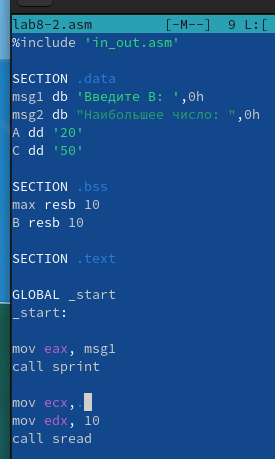 lab8-2.asm [-M--] 9 L:[
%include 'in_out.asm'
SECTION .data
msg1 db 'Введите B: ',0h
msg2 db "Наибольшее число: ",0h
A dd '20'
C dd '50'
SECTION .bss
max resb 10
B resb 10
SECTION .text
GLOBAL _start
_start:
mov eax, msg1
call sprint
mov ecx,
mov edx, 10
call sread